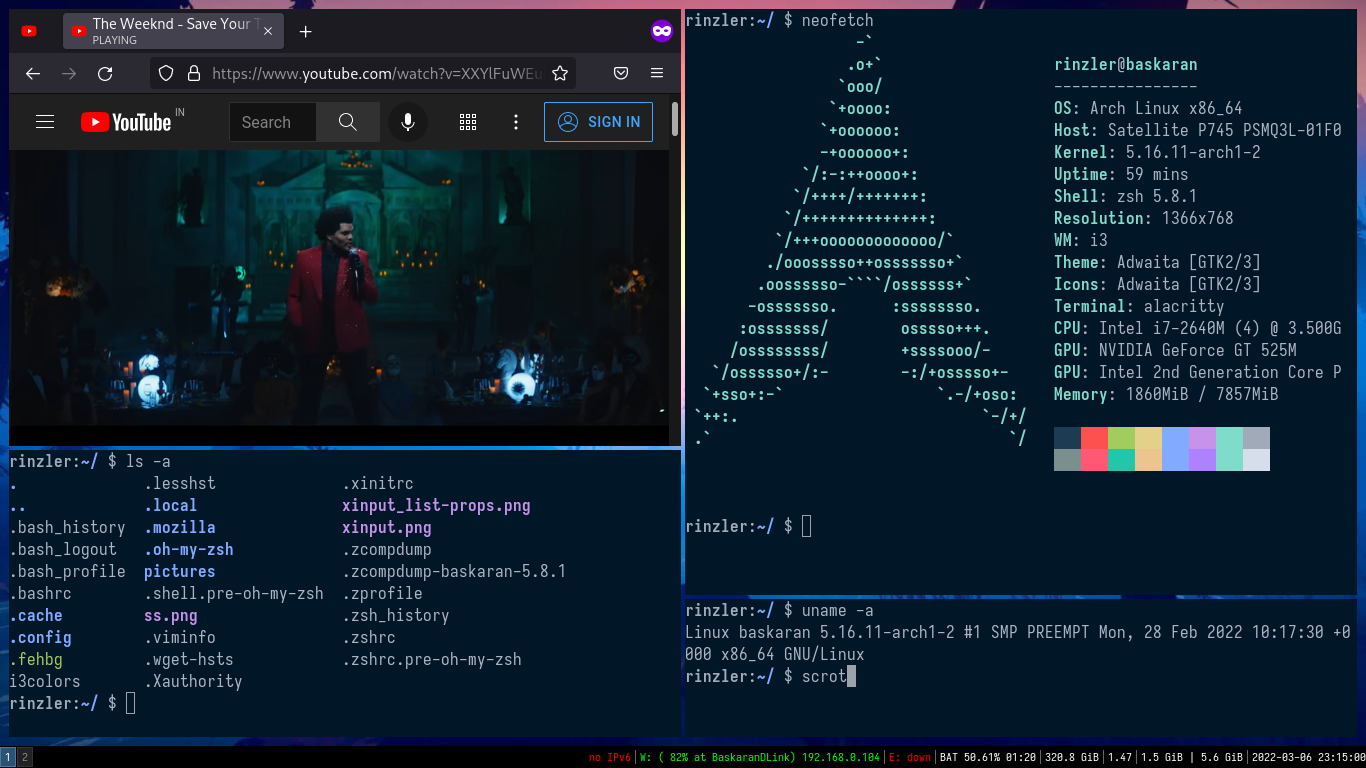 The Weeknd - Save Your T
PLAYING
https://www.youtube.com/watch?v=XXYlFuWEu
YouTube IN
Search
SIGN IN
rinzler:~/ $ ls -a
. .lesshst .xinitrc
.. .local xinput_list-props.png
.bash_history .mozilla xinput.png
.bash_logout .oh-my-zsh .zcompdump
.bash_profile pictures .zcompdump-baskaran-5.8.1
.bashrc .shell.pre-oh-my-zsh .zprofile
.cache ss.png .zsh_history
.config .viminfo .zshrc
.fehbg .wget-hsts .zshrc.pre-oh-my-zsh
i3colors .Xauthority
rinzler:~/ $
rinzler:~/ $ neofetch
-`
.o+`
`ooo/
`+oooo:
`+oooooo:
-+oooooo+:
`/:-:++oooo+:
`/++++/+++++++:
`/++++++++++++++:
`/+++ooooooooooooo/`
./ooosssso++osssssso+`
.oossssso-````/ossssss+`
-osssssso. :ssssssso.
:osssssss/ osssso+++.
/ossssssss/ +ssssooo/-
`/ossssso+/:- -:/+osssso+-
`+sso+:-` `.-/+oso:
`++:. `-/+/
.` `/
rinzler@baskaran
----------------
OS: Arch Linux x86_64
Host: Satellite P745 PSMQ3L-01F0
Kernel: 5.16.11-arch1-2
Uptime: 59 mins
Shell: zsh 5.8.1
Resolution: 1366x768
WM: i3
Theme: Adwaita [GTK2/3]
Icons: Adwaita [GTK2/3]
Terminal: alacritty
CPU: Intel i7-2640M (4) @ 3.500G
GPU: NVIDIA GeForce GT 525M
GPU: Intel 2nd Generation Core P
Memory: 1860MiB / 7857MiB
rinzler:~/ $
rinzler:~/ $ uname -a
Linux baskaran 5.16.11-arch1-2 #1 SMP PREEMPT Mon, 28 Feb 2022 10:17:30 +0
000 x86_64 GNU/Linux
rinzler:~/ $ scrot
1 2 no IPv6|W: ( 82% at BaskaranDLink) 192.168.0.104|E: down|BAT 50.61% 01:20|320.8 GiB|1.47|1.5 GiB | 5.6 GiB|2022-03-06 23:15:00